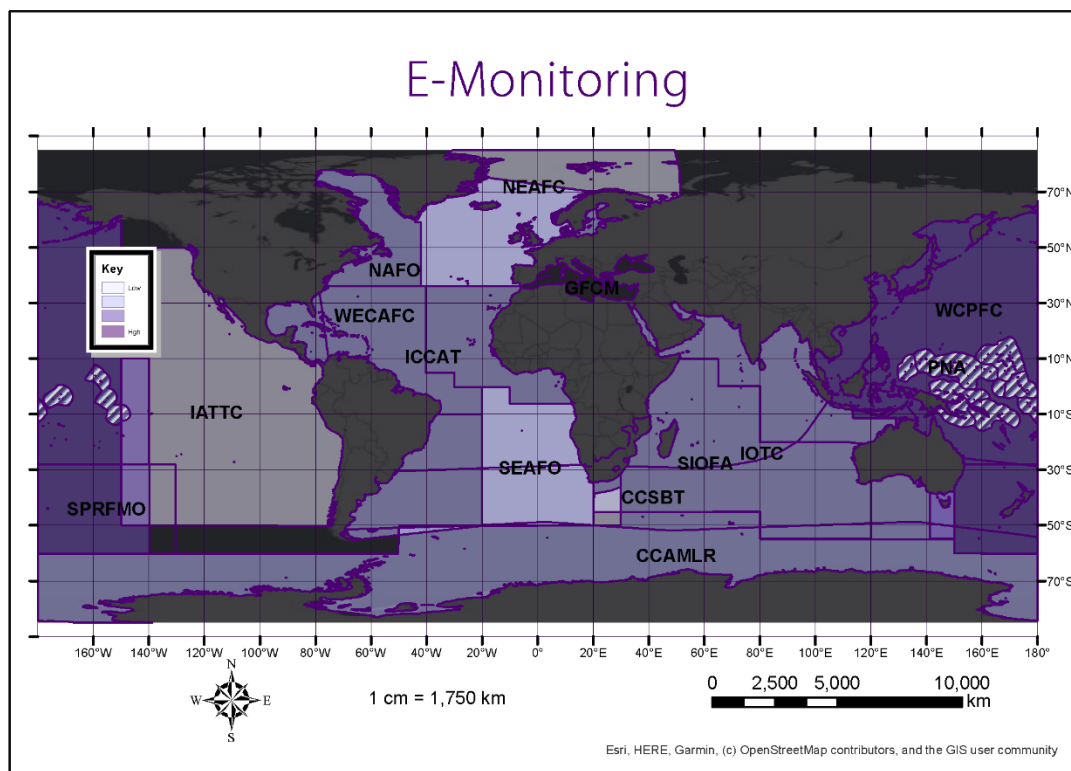 E-Monitoring
70°N
50°N
30°N
10°N
10°S
30°S
50°S
70°S
Key
Low
High
NEAFC
NAFO
GFCM
WECAFC
WCPFC
ICCAT
PNA
IATTC
IOTC
SIOFA
SEAFO
CCSBT
SPRFMO
CCAMLR
160°W 140°W 120°W 100°W 80°W 60°W 40°W 20°W 0° 20°E 40°E 60°E 80°E 100°E 120°E 140°E 160°E 180°
N
W E
S
1 cm = 1,750 km
0 2,500 5,000 10,000
km
Esri, HERE, Garmin, (c) OpenStreetMap contributors, and the GIS user community